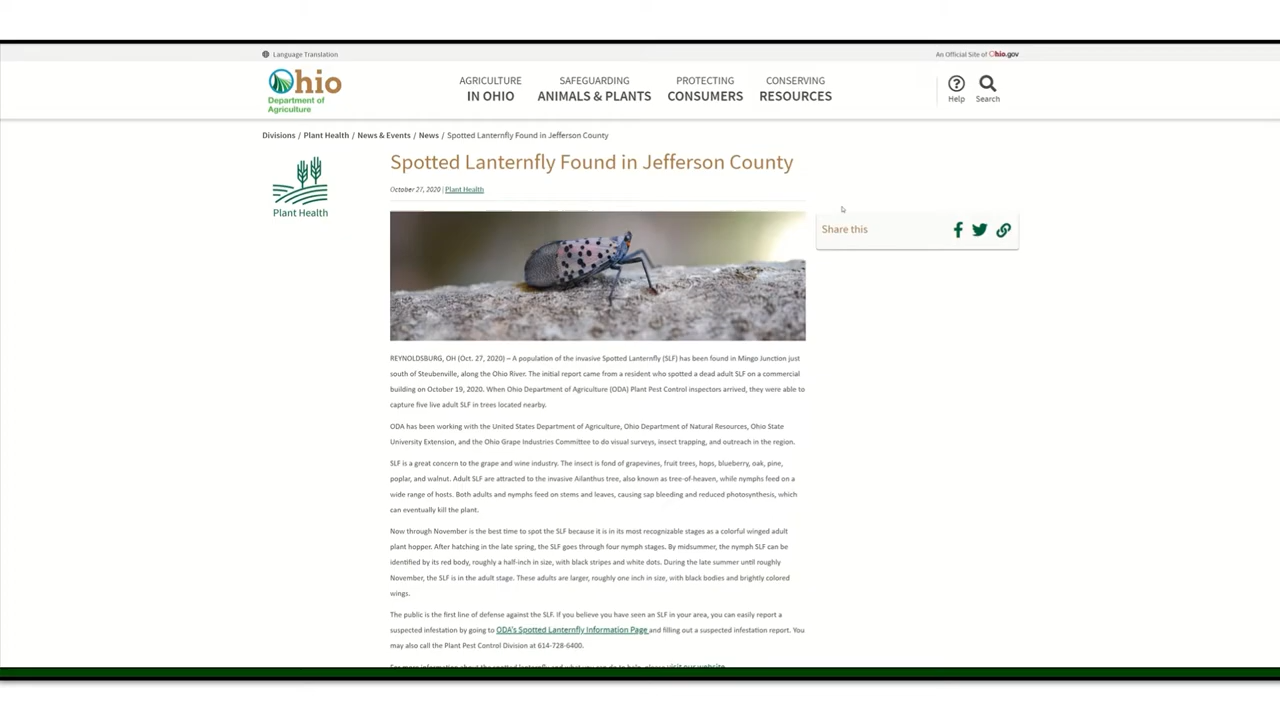 Language Translation
An Official Site of Ohio.gov
Ohio
Department of
Agriculture
AGRICULTURE
IN OHIO
SAFEGUARDING
ANIMALS & PLANTS
PROTECTING
CONSUMERS
CONSERVING
RESOURCES
Help
Search
Divisions / Plant Health / News & Events / News / Spotted Lanternfly Found in Jefferson County
Plant Health
Spotted Lanternfly Found in Jefferson County
October 27, 2020 | Plant Health
Share this
REYNOLDSBURG, OH (Oct. 27, 2020) – A population of the invasive Spotted Lanternfly (SLF) has been found in Mingo Junction just
south of Steubenville, along the Ohio River. The initial report came from a resident who spotted a dead adult SLF on a commercial
building on October 19, 2020. When Ohio Department of Agriculture (ODA) Plant Pest Control inspectors arrived, they were able to
capture five live adult SLF in trees located nearby.
ODA has been working with the United States Department of Agriculture, Ohio Department of Natural Resources, Ohio State
University Extension, and the Ohio Grape Industries Committee to do visual surveys, insect trapping, and outreach in the region.
SLF is a great concern to the grape and wine industry. The insect is fond of grapevines, fruit trees, hops, blueberry, oak, pine,
poplar, and walnut. Adult SLF are attracted to the invasive Ailanthus tree, also known as tree-of-heaven, while nymphs feed on a
wide range of hosts. Both adults and nymphs feed on stems and leaves, causing sap bleeding and reduced photosynthesis, which
can eventually kill the plant.
Now through November is the best time to spot the SLF because it is in its most recognizable stages as a colorful winged adult
plant hopper. After hatching in the late spring, the SLF goes through four nymph stages. By midsummer, the nymph SLF can be
identified by its red body, roughly a half-inch in size, with black stripes and white dots. During the late summer until roughly
November, the SLF is in the adult stage. These adults are larger, roughly one inch in size, with black bodies and brightly colored
wings.
The public is the first line of defense against the SLF. If you believe you have seen an SLF in your area, you can easily report a
suspected infestation by going to ODA's Spotted Lanternfly Information Page and filling out a suspected infestation report. You
may also call the Plant Pest Control Division at 614-728-6400.
For more information about the spotted lanternfly and what you can do to help, please visit our website.